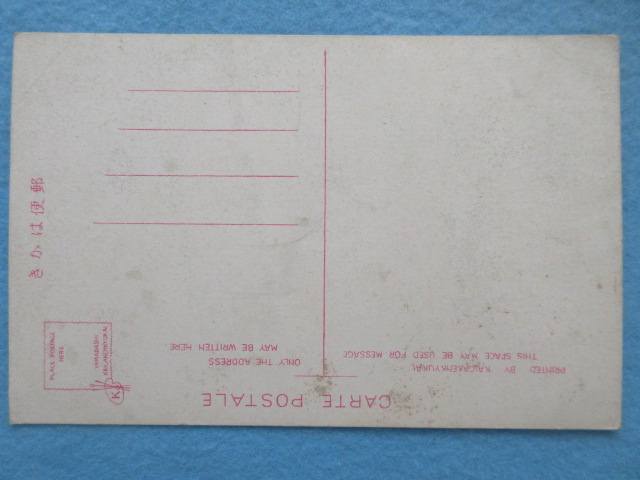 CARTE POSTALE
PRINTED BY KAIGAKENKYUKAI
THIS SPACE MAY BE USED FOR MESSAGE
ONLY THE ADDRESS
MAY BE WRITTEN HERE
K
PLACE POSTAGE
HERE
郵便はかき